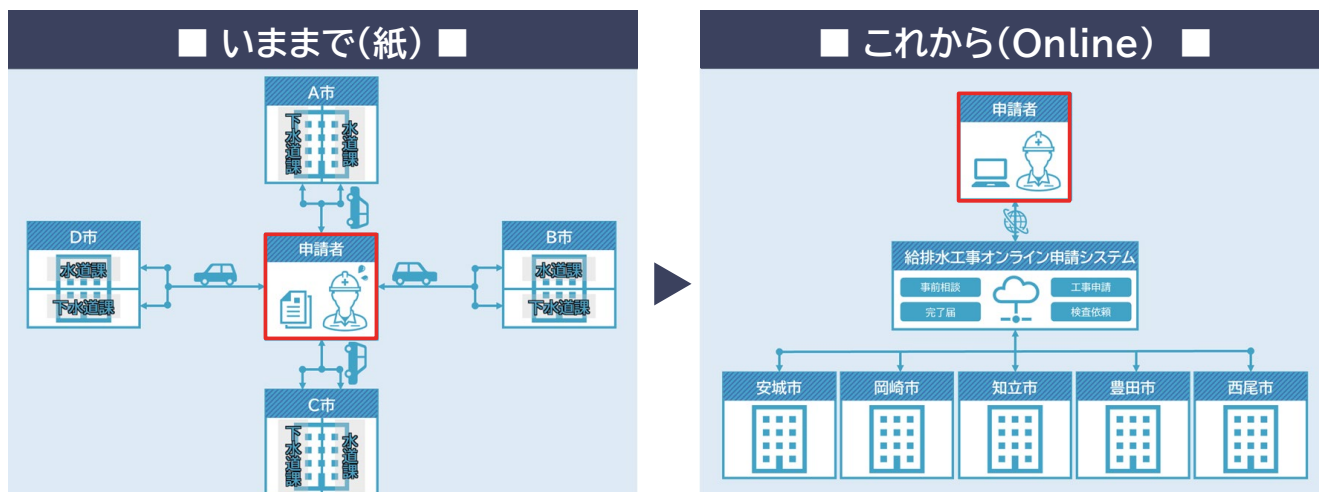 ■ いままで(紙) ■
A市
下水道課
水道課
D市
水道課
下水道課
申請者
B市
水道課
下水道課
C市
下水道課
水道課
■ これから(Online) ■
申請者
給排水工事オンライン申請システム
事前相談
工事申請
完了届
検査依頼
安城市
岡崎市
知立市
豊田市
西尾市